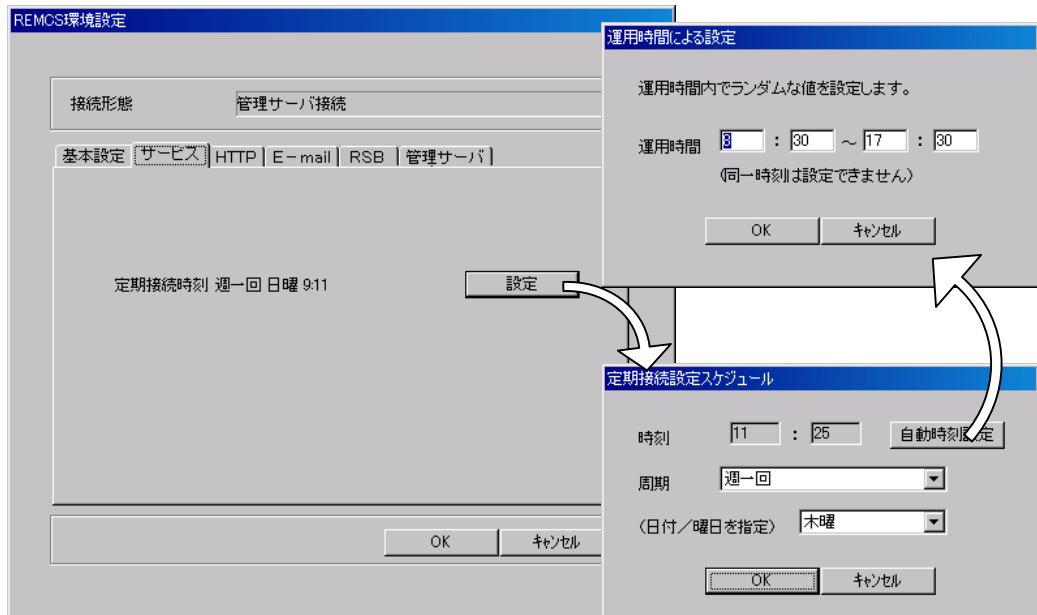 REMCS環境設定
接続形態 管理サーバ接続
基本設定 サービス HTTP E-mail RSB 管理サーバ
定期接続時刻 週一回 日曜 9:11 設定
OK キャンセル
運用時間による設定
運用時間内でランダムな値を設定します。
運用時間 8 : 30 ～ 17 : 30
(同一時刻は設定できません)
OK キャンセル
定期接続設定スケジュール
時刻 11 : 25 自動時刻設定
周期 週一回
(日付/曜日を指定) 木曜
OK キャンセル